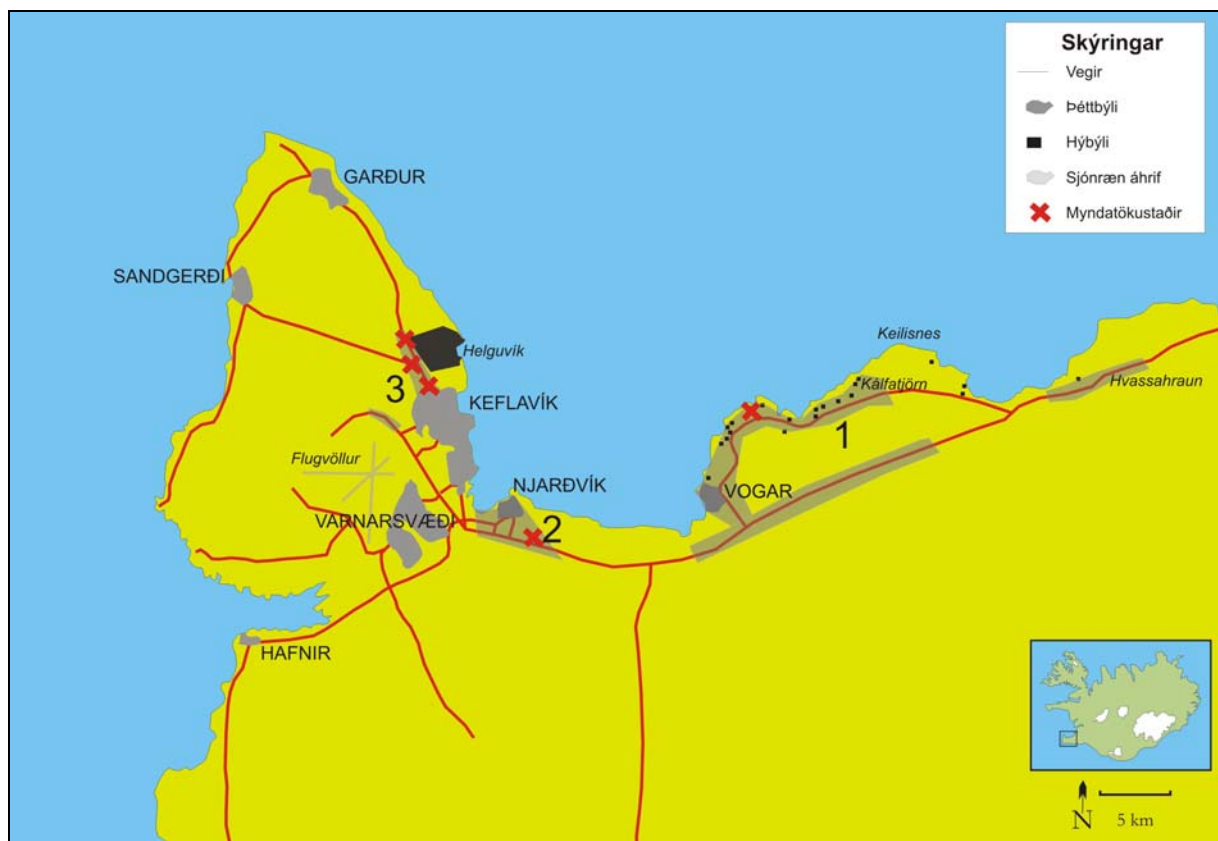 Skýringar
Vegir
Þéttbýli
Hýbýli
Sjónræn áhrif
Myndatökustaðir
GARÐUR
SANDGERÐI
Keilisnes
Helguvík
Kálfatjörn
Hvassahraun
3
KEFLAVÍK
1
Flugvöllur
NJARÐVÍK
VOGAR
VARNARSVÆÐI
2
HAFNIR
N
5 km